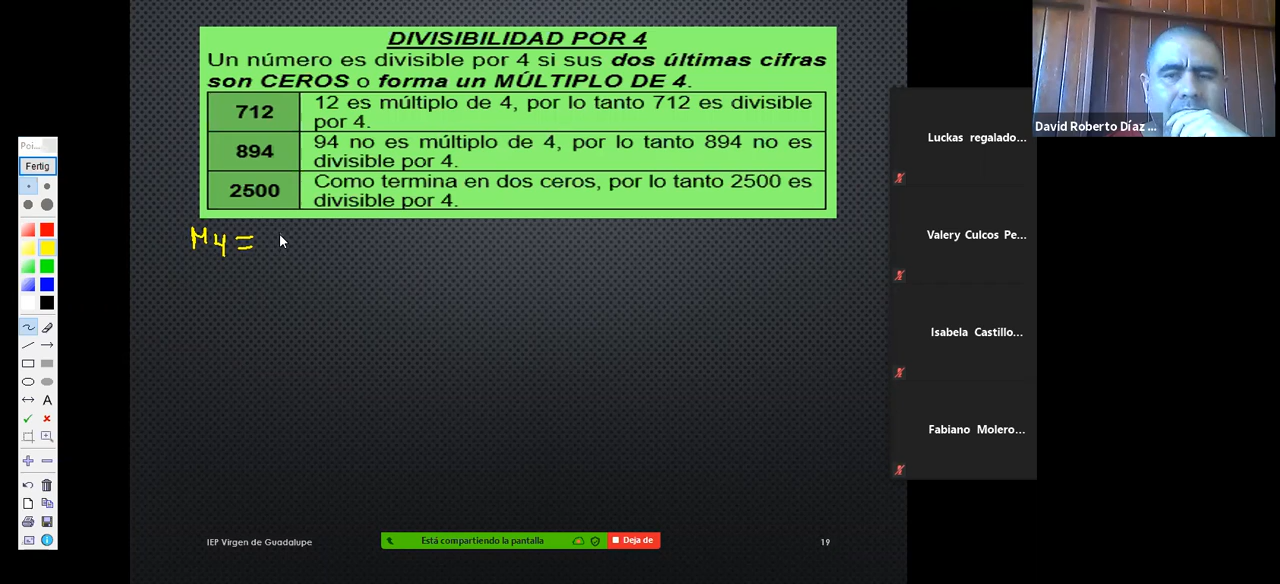 DIVISIBILIDAD POR 4
Un número es divisible por 4 si sus dos últimas cifras
son CEROS o forma un MÚLTIPLO DE 4.
712
12 es múltiplo de 4, por lo tanto 712 es divisible
por 4.
894
94 no es múltiplo de 4, por lo tanto 894 no es
divisible por 4.
2500
Como termina en dos ceros, por lo tanto 2500 es
divisible por 4.
M4 =
Poi...
Fertig
A
David Roberto Díaz ...
Luckas regalado...
Valery Culcos Pe...
Isabela Castillo...
Fabiano Molero...
IEP Virgen de Guadalupe
Está compartiendo la pantalla
Deja de
19